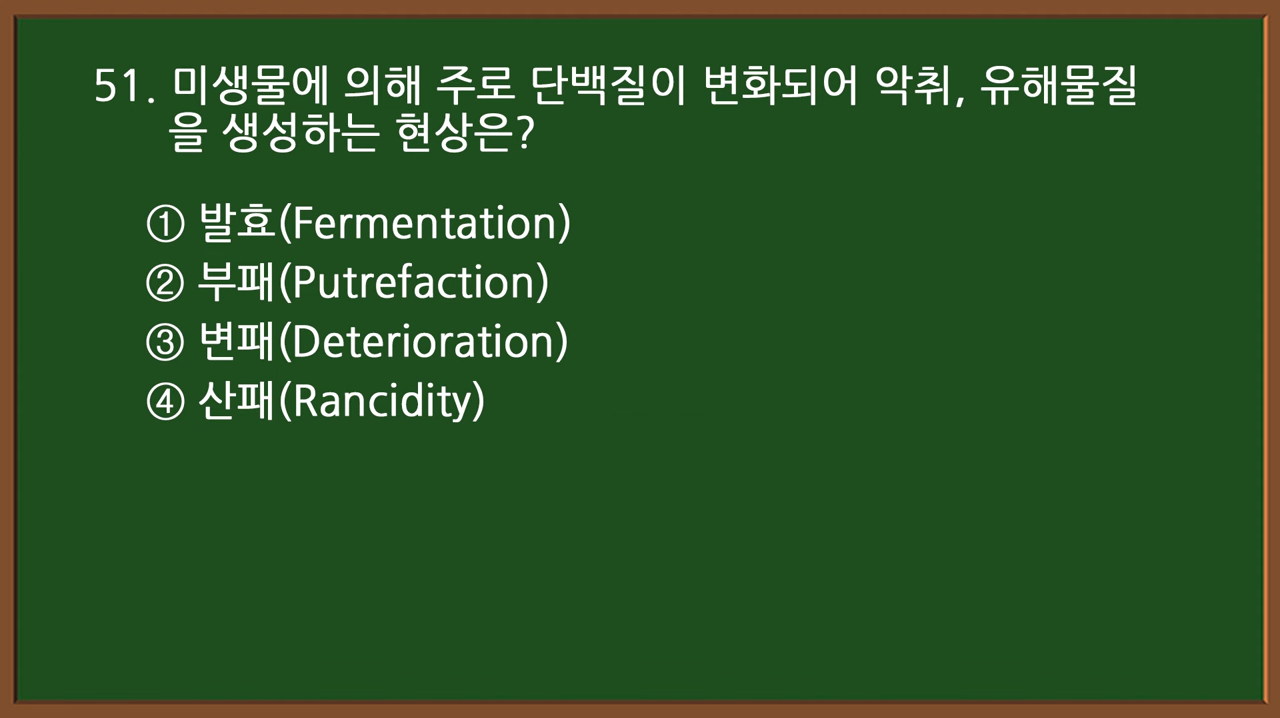 51. 미생물에 의해 주로 단백질이 변화되어 악취, 유해물질
을 생성하는 현상은?
① 발효(Fermentation)
② 부패(Putrefaction)
③ 변패(Deterioration)
④ 산패(Rancidity)